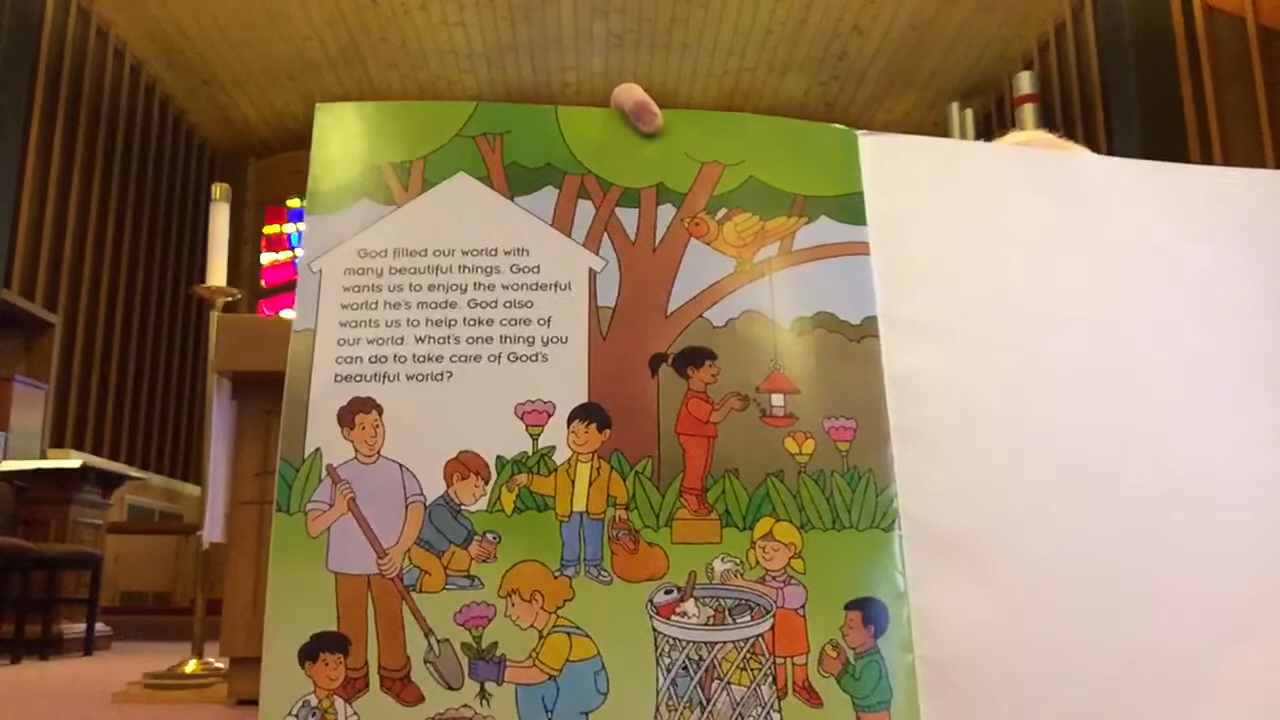 God filled our world with
many beautiful things. God
wants us to enjoy the wonderful
world he's made. God also
wants us to help take care of
our world. What's one thing you
can do to take care of God's
beautiful world?